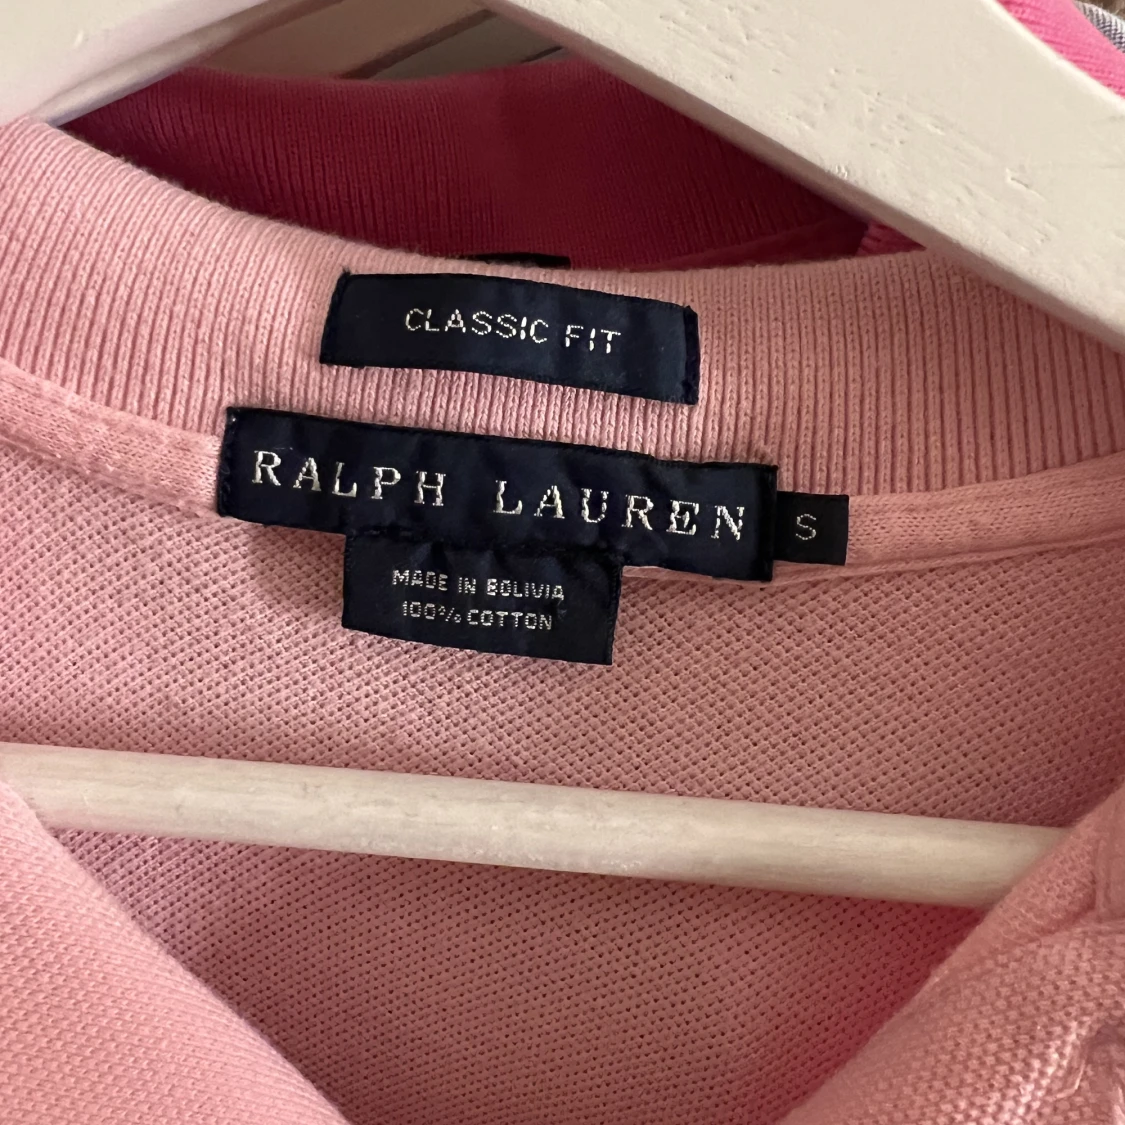 CLASSIC FIT
RALPH LAUREN
S
MADE IN BOLIVIA
100% COTTON